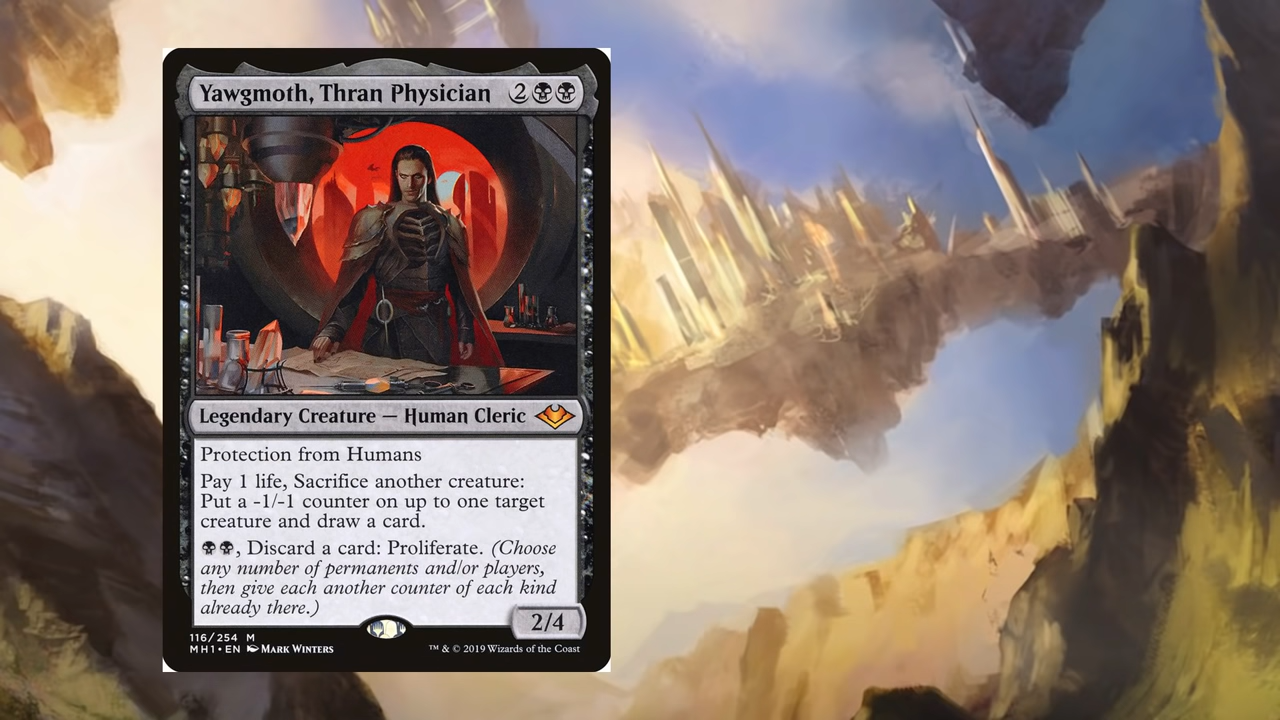 Yawgmoth, Thran Physician 2
Legendary Creature — Human Cleric
Protection from Humans
Pay 1 life, Sacrifice another creature:
Put a -1/-1 counter on up to one target
creature and draw a card.
, Discard a card: Proliferate. (Choose
any number of permanents and/or players,
then give each another counter of each kind
already there.)
2/4
116/254 M
MH1 • EN Mark Winters
™ & © 2019 Wizards of the Coast